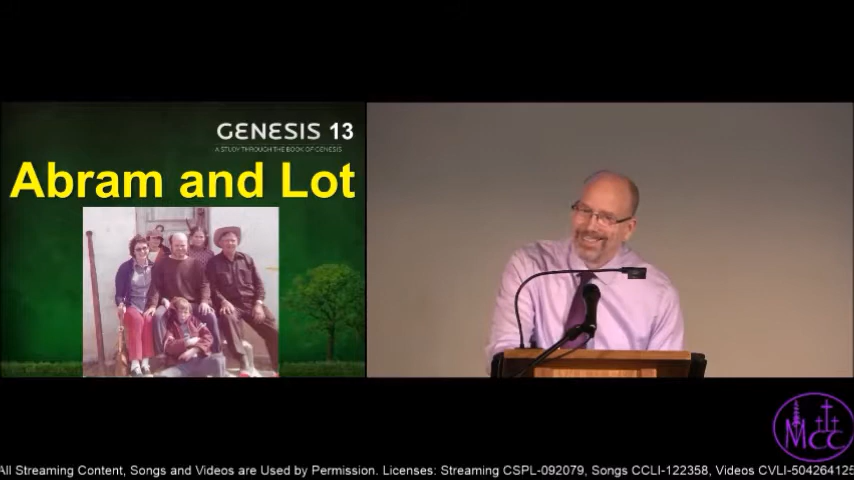 GENESIS 13
A STUDY THROUGH THE BOOK OF GENESIS
Abram and Lot
MCC
All Streaming Content, Songs and Videos are Used by Permission. Licenses: Streaming CSPL-092079, Songs CCLI-122358, Videos CVLI-504264125